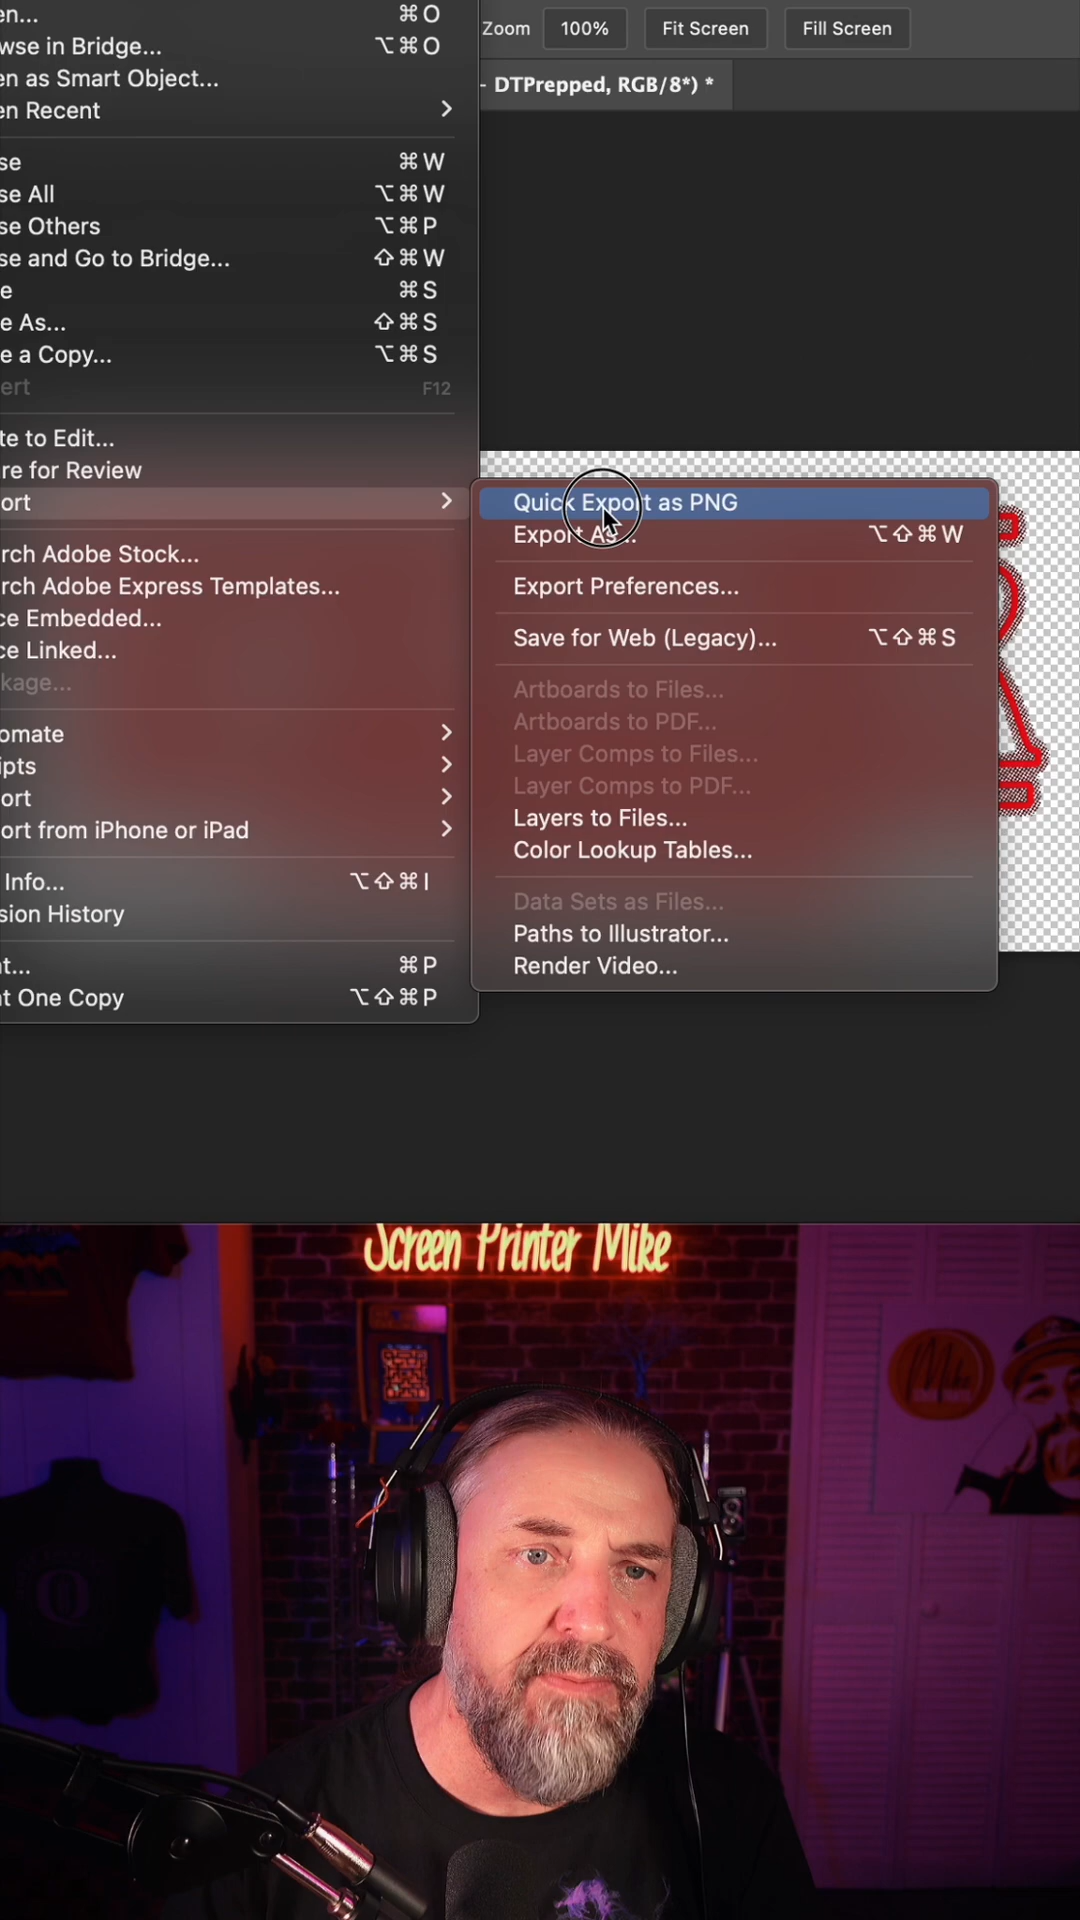 en... ⌘O
wse in Bridge... ⌥⌘O
en as Smart Object...
en Recent
se ⌘W
se All ⌥⌘W
se Others ⌥⌘P
se and Go to Bridge... ⇧⌘W
e ⌘S
e As... ⇧⌘S
e a Copy... ⌥⌘S
ert F12
te to Edit...
re for Review
ort
rch Adobe Stock...
rch Adobe Express Templates...
ce Embedded...
ce Linked...
kage...
omate
ipts
ort
ort from iPhone or iPad
Info... ⌥⇧⌘I
sion History
t... ⌘P
t One Copy ⌥⇧⌘P
Zoom 100% Fit Screen Fill Screen
- DTPrepped, RGB/8*) *
Quick Export as PNG
Export As... ⌥⇧⌘W
Export Preferences...
Save for Web (Legacy)... ⌥⇧⌘S
Artboards to Files...
Artboards to PDF...
Layer Comps to Files...
Layer Comps to PDF...
Layers to Files...
Color Lookup Tables...
Data Sets as Files...
Paths to Illustrator...
Render Video...
Screen Printer Mike
Mike